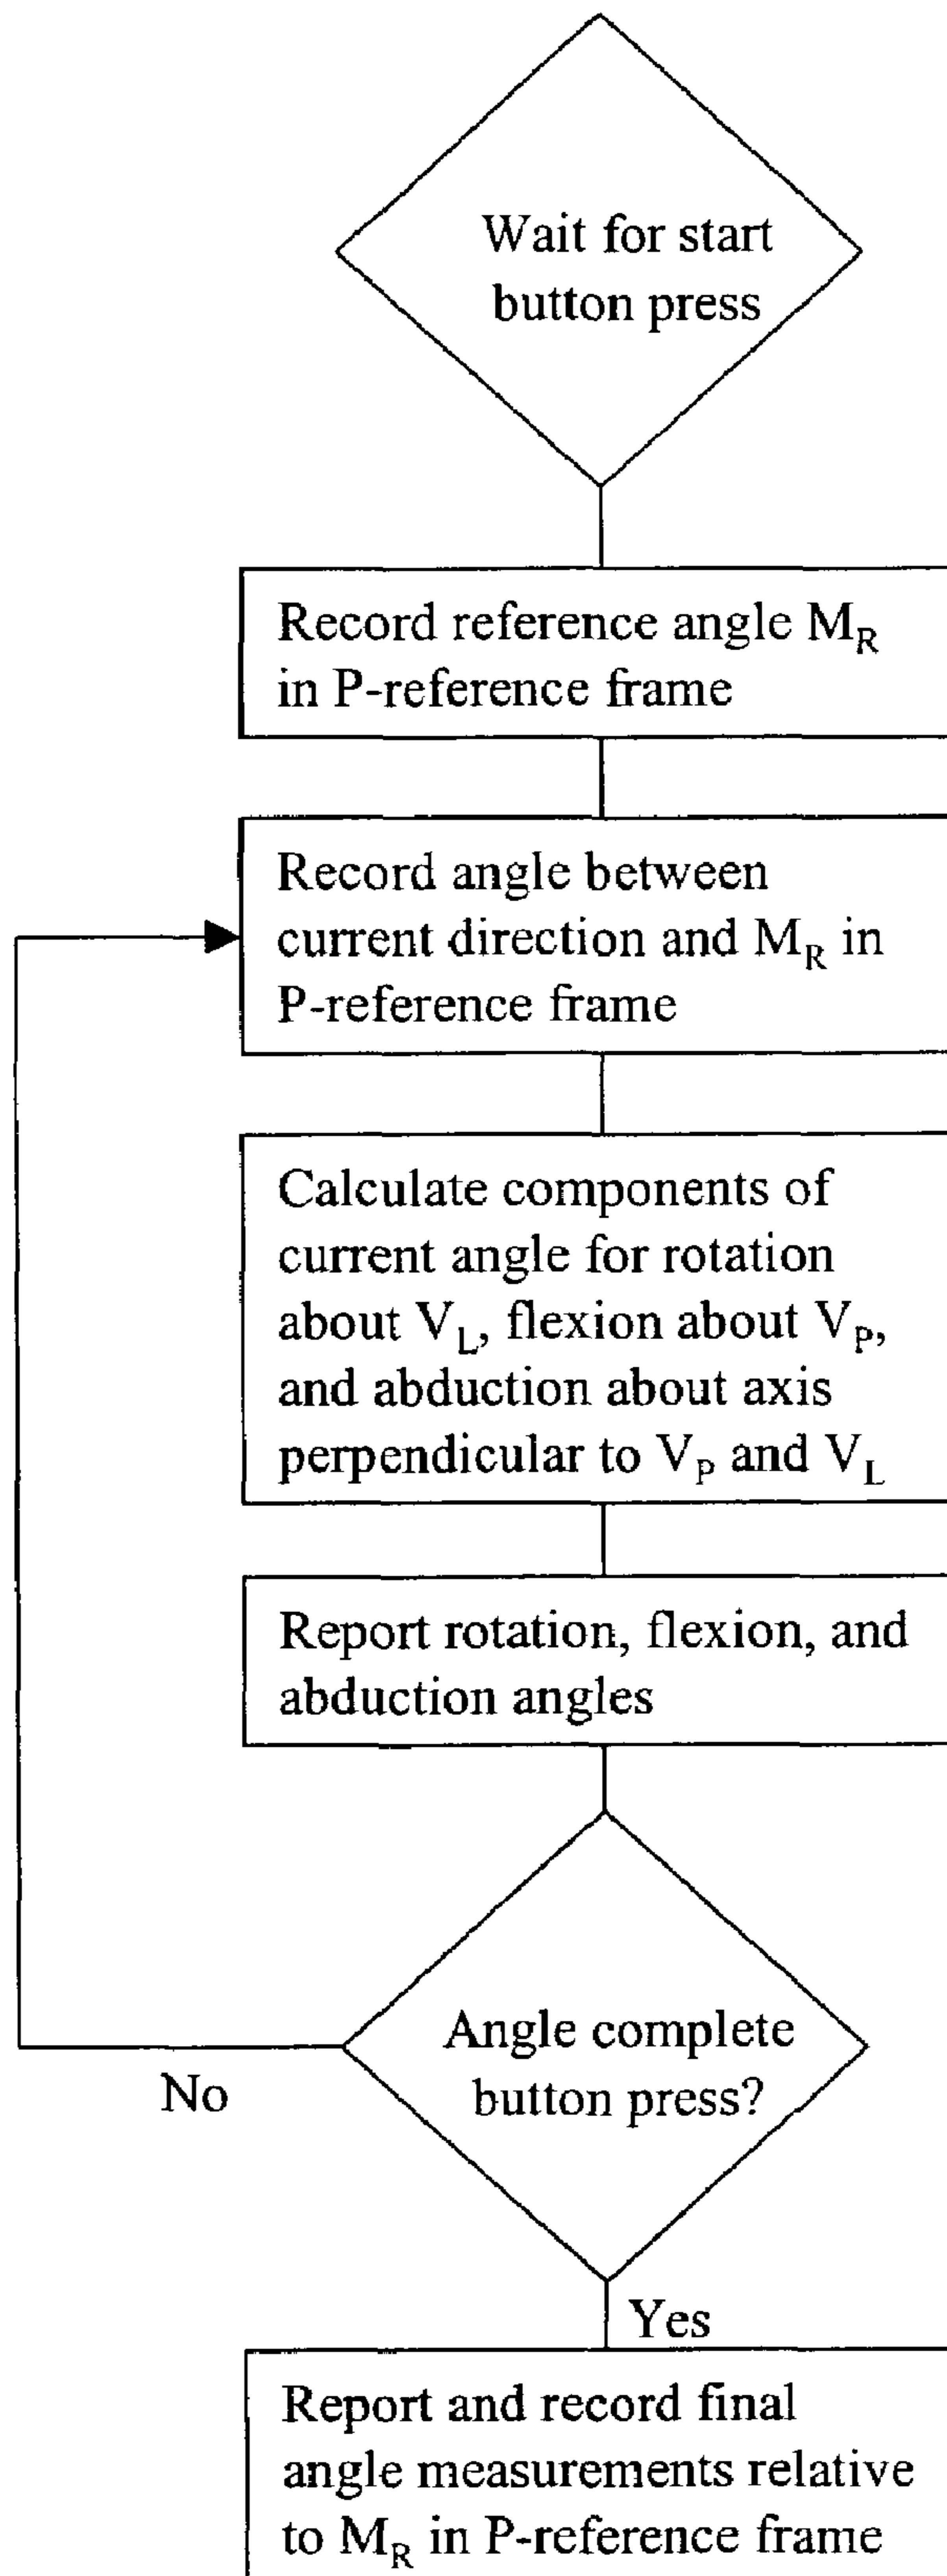 Wait for start
button press
Record reference angle M_R
in P-reference frame
Record angle between
current direction and M_R in
P-reference frame
Calculate components of
current angle for rotation
about V_L, flexion about V_P,
and abduction about axis
perpendicular to V_P and V_L
Report rotation, flexion, and
abduction angles
Angle complete
button press?
No
Yes
Report and record final
angle measurements relative
to M_R in P-reference frame